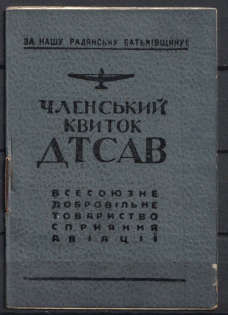 ЗА НАШУ РАДЯНСЬКУ БАТЬКІВЩИНУ!
ЧЛЕНСЬКИЙ
КВИТОК
ДТСАВ
ВСЕСОЮЗНЕ
ДОБРОВІЛЬНЕ
ТОВАРИСТВО
СПРИЯННЯ
АВІАЦІЇ